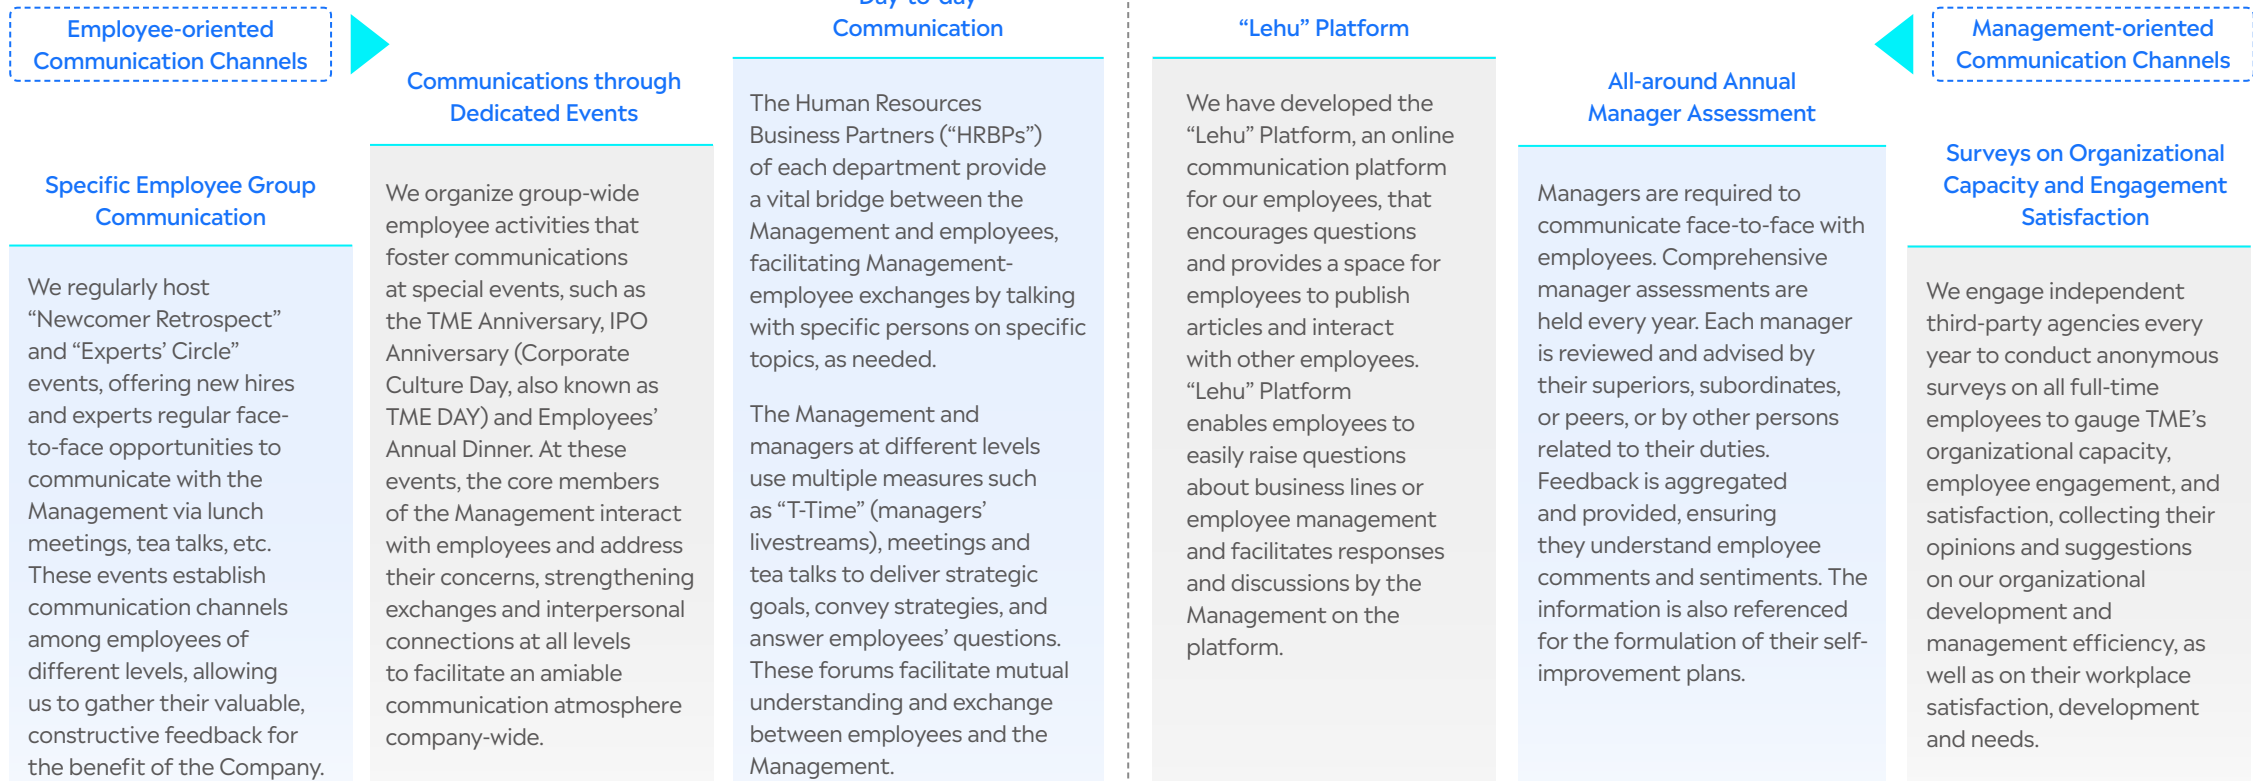 Employee-oriented
Communication Channels
Specific Employee Group
Communication
We regularly host
“Newcomer Retrospect”
and “Experts’ Circle”
events, offering new hires
and experts regular face-
to-face opportunities to
communicate with the
Management via lunch
meetings, tea talks, etc.
These events establish
communication channels
among employees of
different levels, allowing
us to gather their valuable,
constructive feedback for
the benefit of the Company.
Communications through
Dedicated Events
We organize group-wide
employee activities that
foster communications
at special events, such as
the TME Anniversary, IPO
Anniversary (Corporate
Culture Day, also known as
TME DAY) and Employees’
Annual Dinner. At these
events, the core members
of the Management interact
with employees and address
their concerns, strengthening
exchanges and interpersonal
connections at all levels
to facilitate an amiable
communication atmosphere
company-wide.
Day-to-day
Communication
The Human Resources
Business Partners (“HRBPs”)
of each department provide
a vital bridge between the
Management and employees,
facilitating Management-
employee exchanges by talking
with specific persons on specific
topics, as needed.
The Management and
managers at different levels
use multiple measures such
as “T-Time” (managers’
livestreams), meetings and
tea talks to deliver strategic
goals, convey strategies, and
answer employees’ questions.
These forums facilitate mutual
understanding and exchange
between employees and the
Management.
“Lehu” Platform
We have developed the
“Lehu” Platform, an online
communication platform
for our employees, that
encourages questions
and provides a space for
employees to publish
articles and interact
with other employees.
“Lehu” Platform
enables employees to
easily raise questions
about business lines or
employee management
and facilitates responses
and discussions by the
Management on the
platform.
All-around Annual
Manager Assessment
Managers are required to
communicate face-to-face with
employees. Comprehensive
manager assessments are
held every year. Each manager
is reviewed and advised by
their superiors, subordinates,
or peers, or by other persons
related to their duties.
Feedback is aggregated
and provided, ensuring
they understand employee
comments and sentiments. The
information is also referenced
for the formulation of their self-
improvement plans.
Management-oriented
Communication Channels
Surveys on Organizational
Capacity and Engagement
Satisfaction
We engage independent
third-party agencies every
year to conduct anonymous
surveys on all full-time
employees to gauge TME’s
organizational capacity,
employee engagement, and
satisfaction, collecting their
opinions and suggestions
on our organizational
development and
management efficiency, as
well as on their workplace
satisfaction, development
and needs.